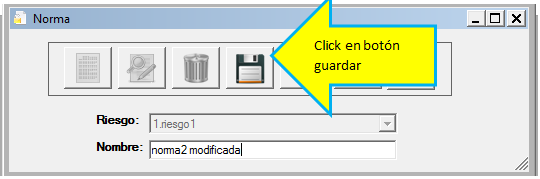 Norma
Click en botón
guardar
Riesgo:
1.riesgo1
Nombre:
norma2 modificada